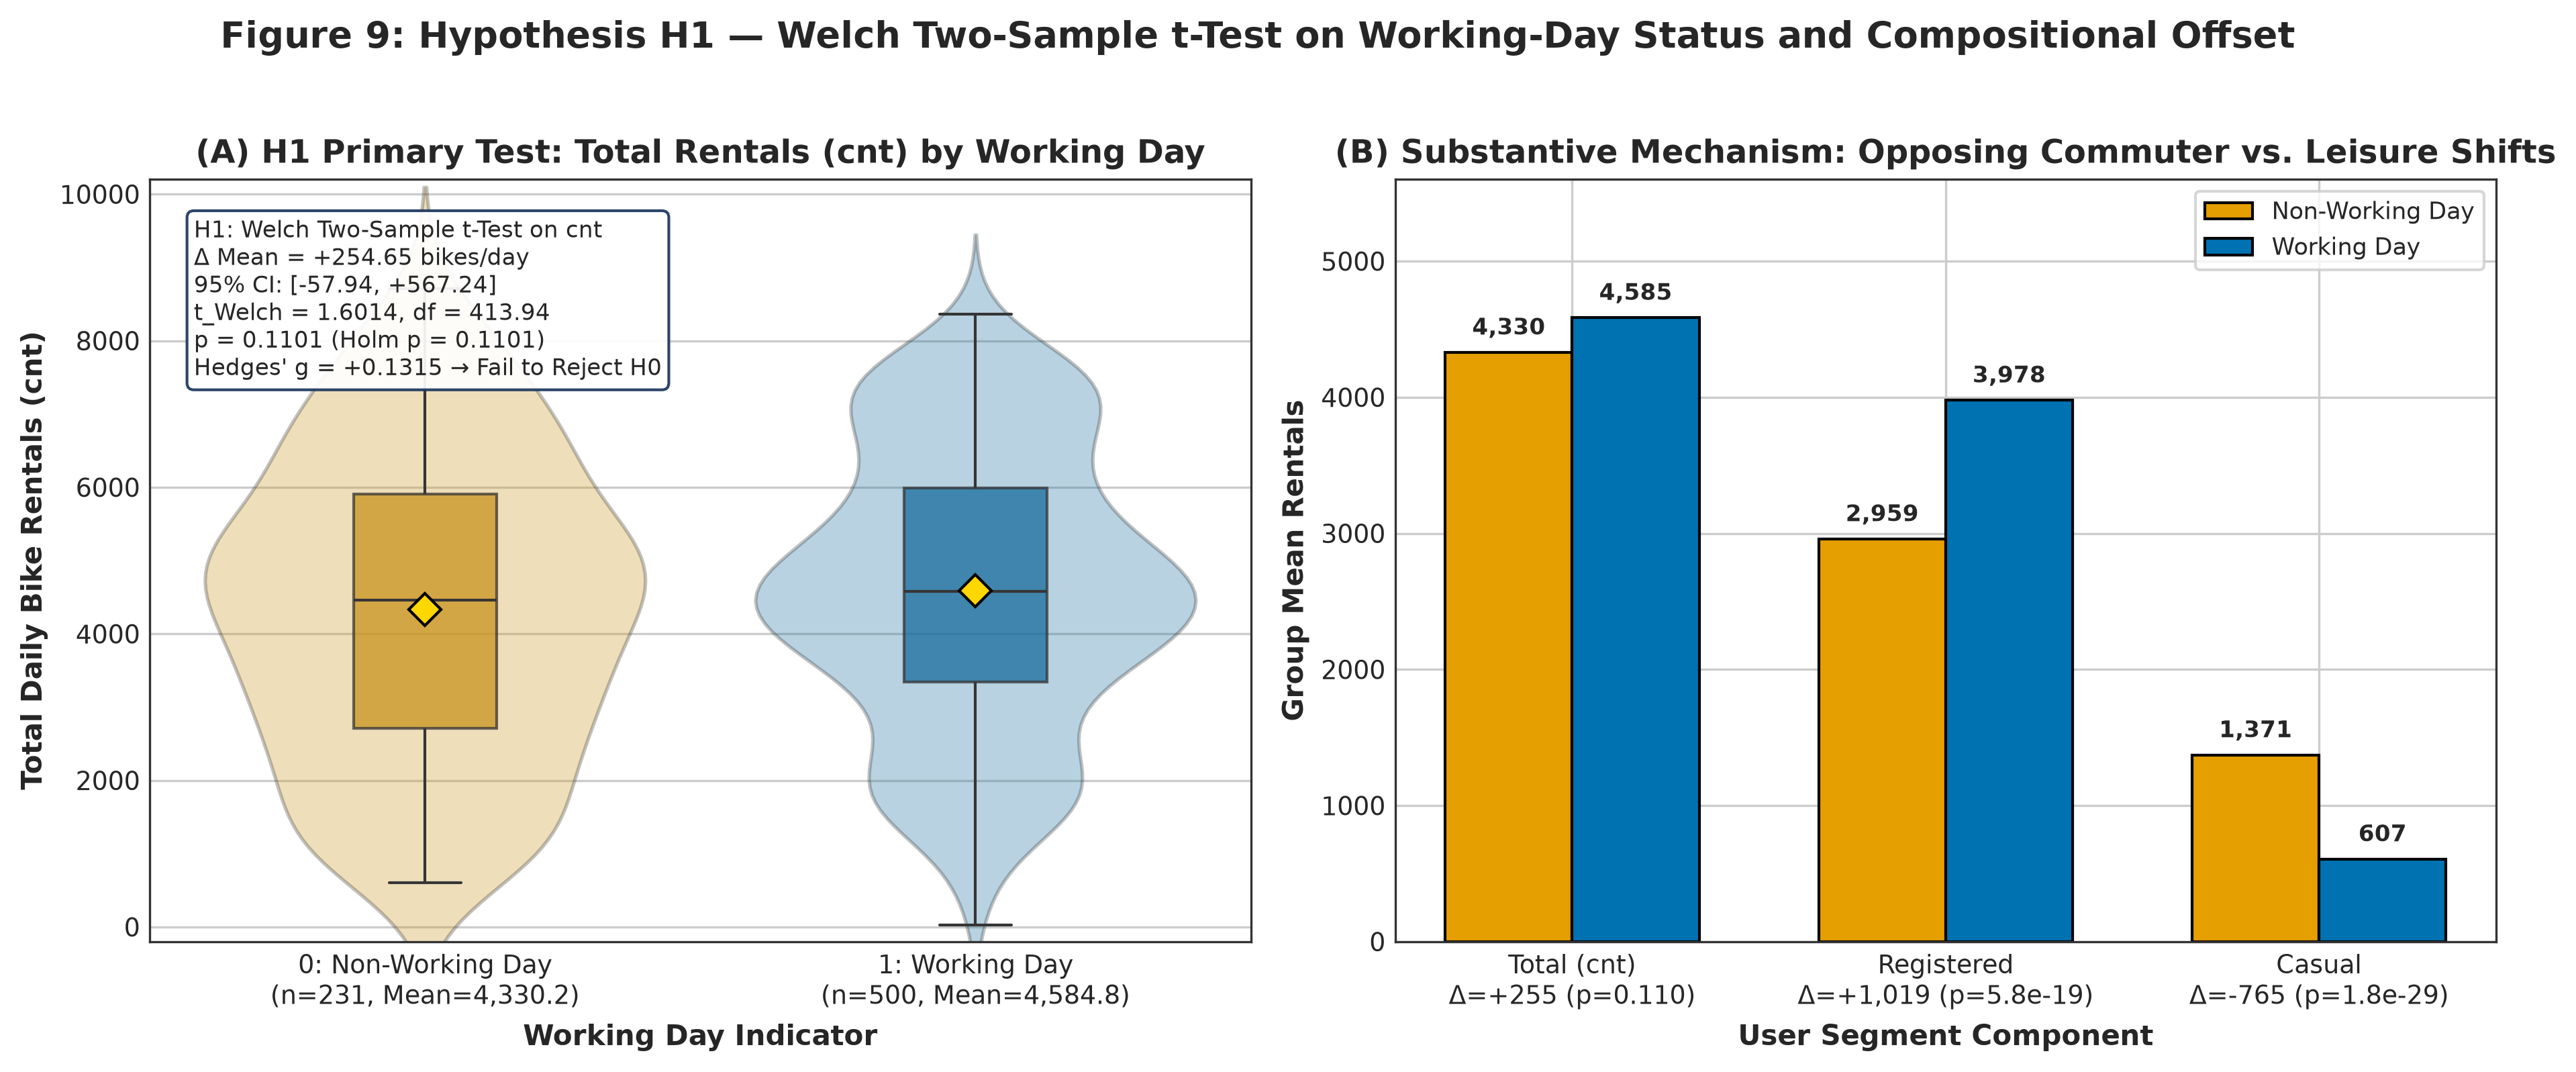 Figure 9: Hypothesis H1 — Welch Two-Sample t-Test on Working-Day Status and Compositional Offset
(A) H1 Primary Test: Total Rentals (cnt) by Working Day
Total Daily Bike Rentals (cnt)
10000
8000
6000
4000
2000
0
H1: Welch Two-Sample t-Test on cnt
Δ Mean = +254.65 bikes/day
95% CI: [-57.94, +567.24]
t_Welch = 1.6014, df = 413.94
p = 0.1101 (Holm p = 0.1101)
Hedges' g = +0.1315 → Fail to Reject H0
0: Non-Working Day
(n=231, Mean=4,330.2)
1: Working Day
(n=500, Mean=4,584.8)
Working Day Indicator
(B) Substantive Mechanism: Opposing Commuter vs. Leisure Shifts
Group Mean Rentals
5000
4000
3000
2000
1000
0
Non-Working Day
Working Day
4,330
4,585
2,959
3,978
1,371
607
Total (cnt)
Δ=+255 (p=0.110)
Registered
Δ=+1,019 (p=5.8e-19)
Casual
Δ=-765 (p=1.8e-29)
User Segment Component